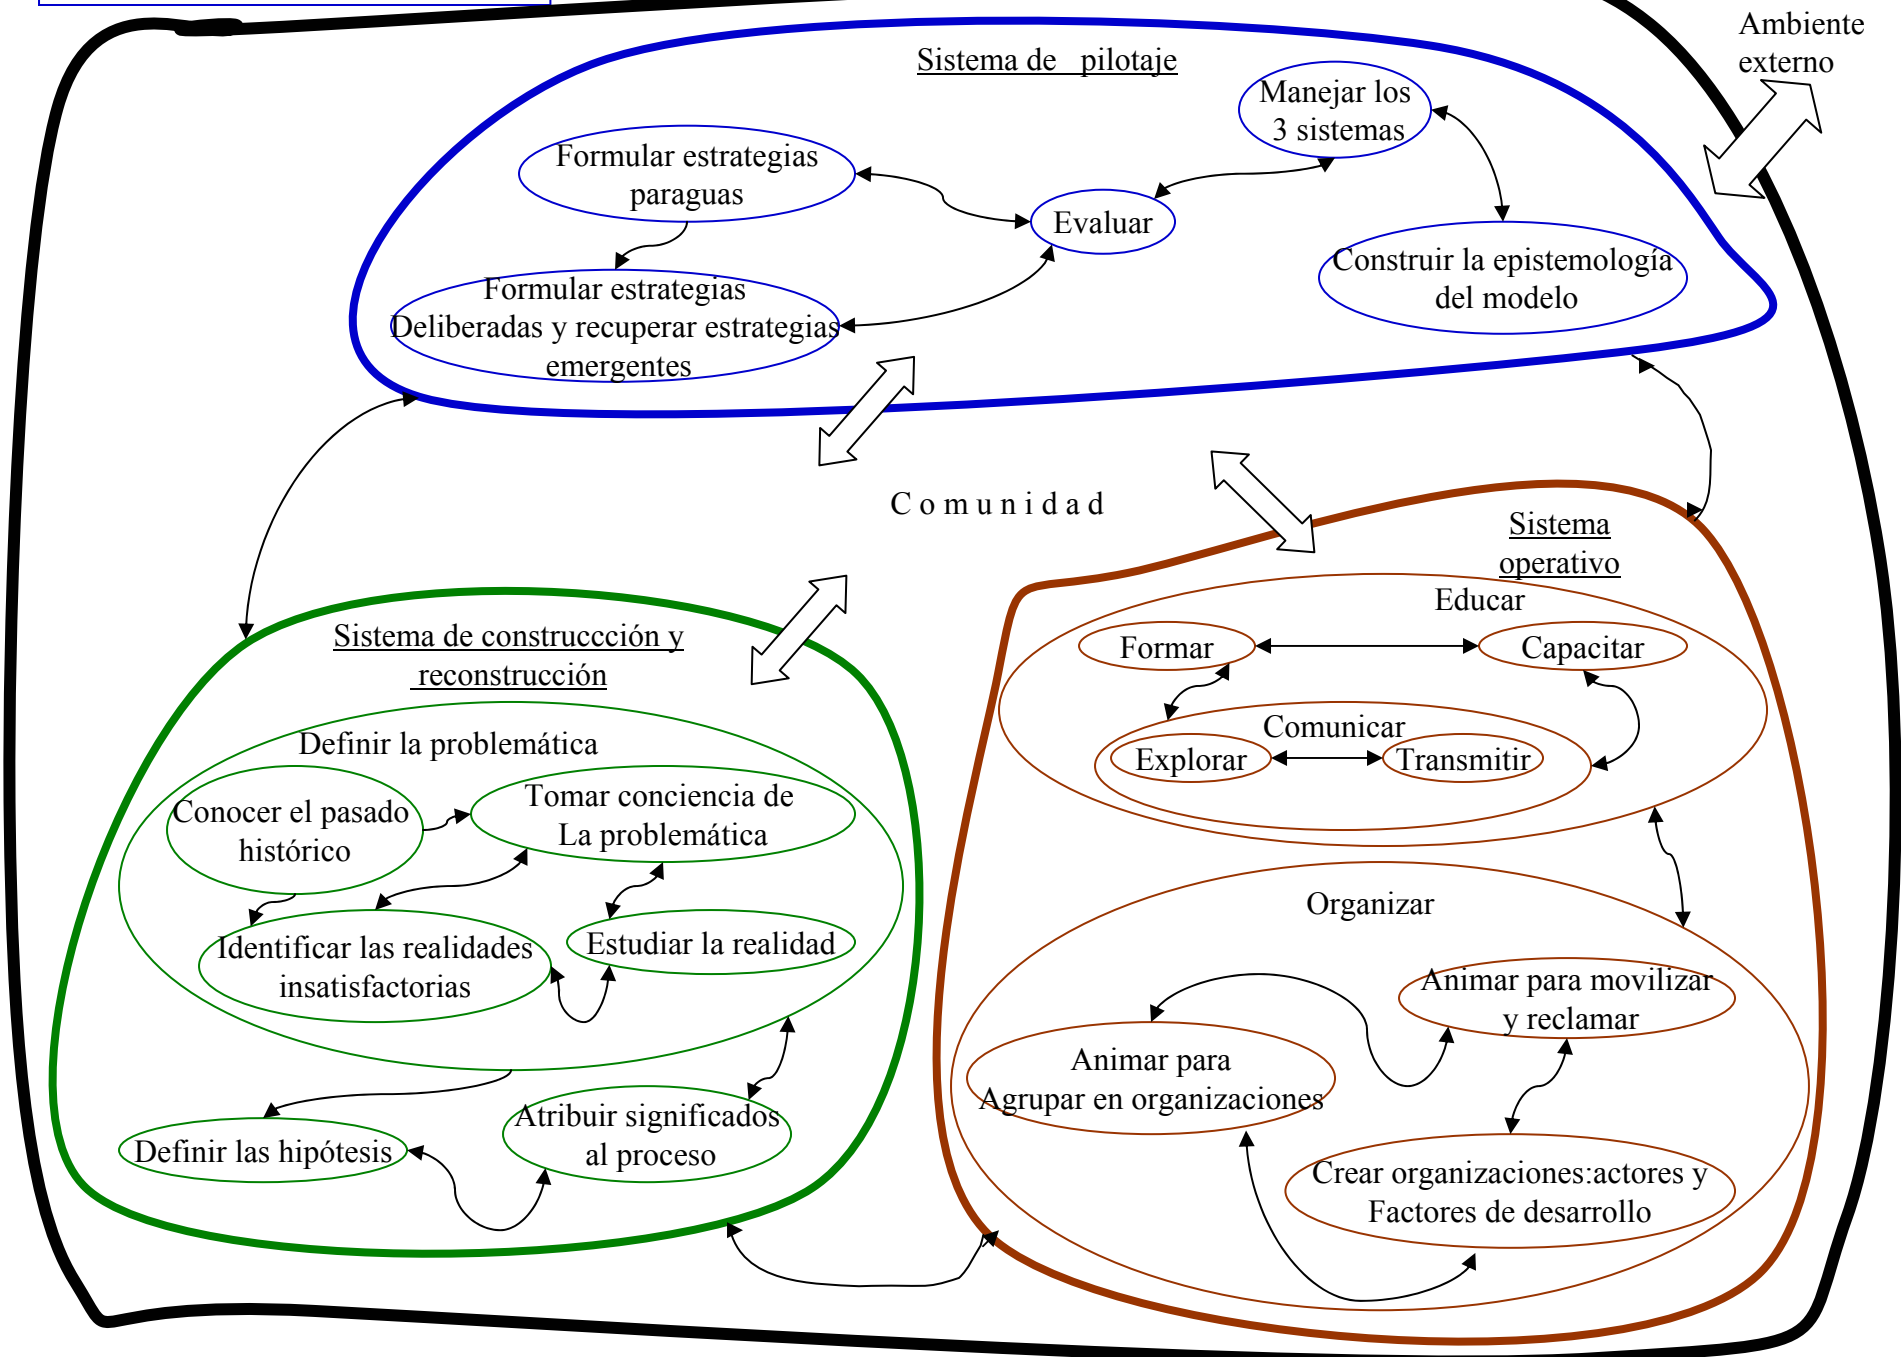 Ambiente
externo
Sistema de   pilotaje
Manejar los
3 sistemas
Formular estrategias
paraguas
Evaluar
Construir la epistemología
del modelo
Formular estrategias
Deliberadas y recuperar estrategias
emergentes
C o m u n i d a d
Sistema
operativo
Educar
Formar
Capacitar
Comunicar
Explorar
Transmitir
Sistema de construccción y
reconstrucción
Definir la problemática
Conocer el pasado
histórico
Tomar conciencia de
La problemática
Identificar las realidades
insatisfactorias
Estudiar la realidad
Organizar
Animar para movilizar
y reclamar
Animar para
Agrupar en organizaciones
Atribuir significados
al proceso
Definir las hipótesis
Crear organizaciones:actores y
Factores de desarrollo